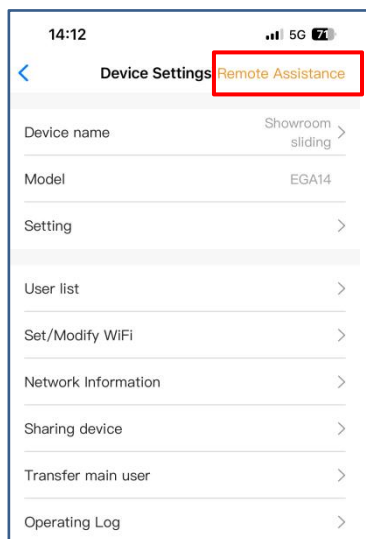 14:12 5G 71
Device Settings Remote Assistance
Device name Showroom
sliding
Model EGA14
Setting
User list
Set/Modify WiFi
Network Information
Sharing device
Transfer main user
Operating Log